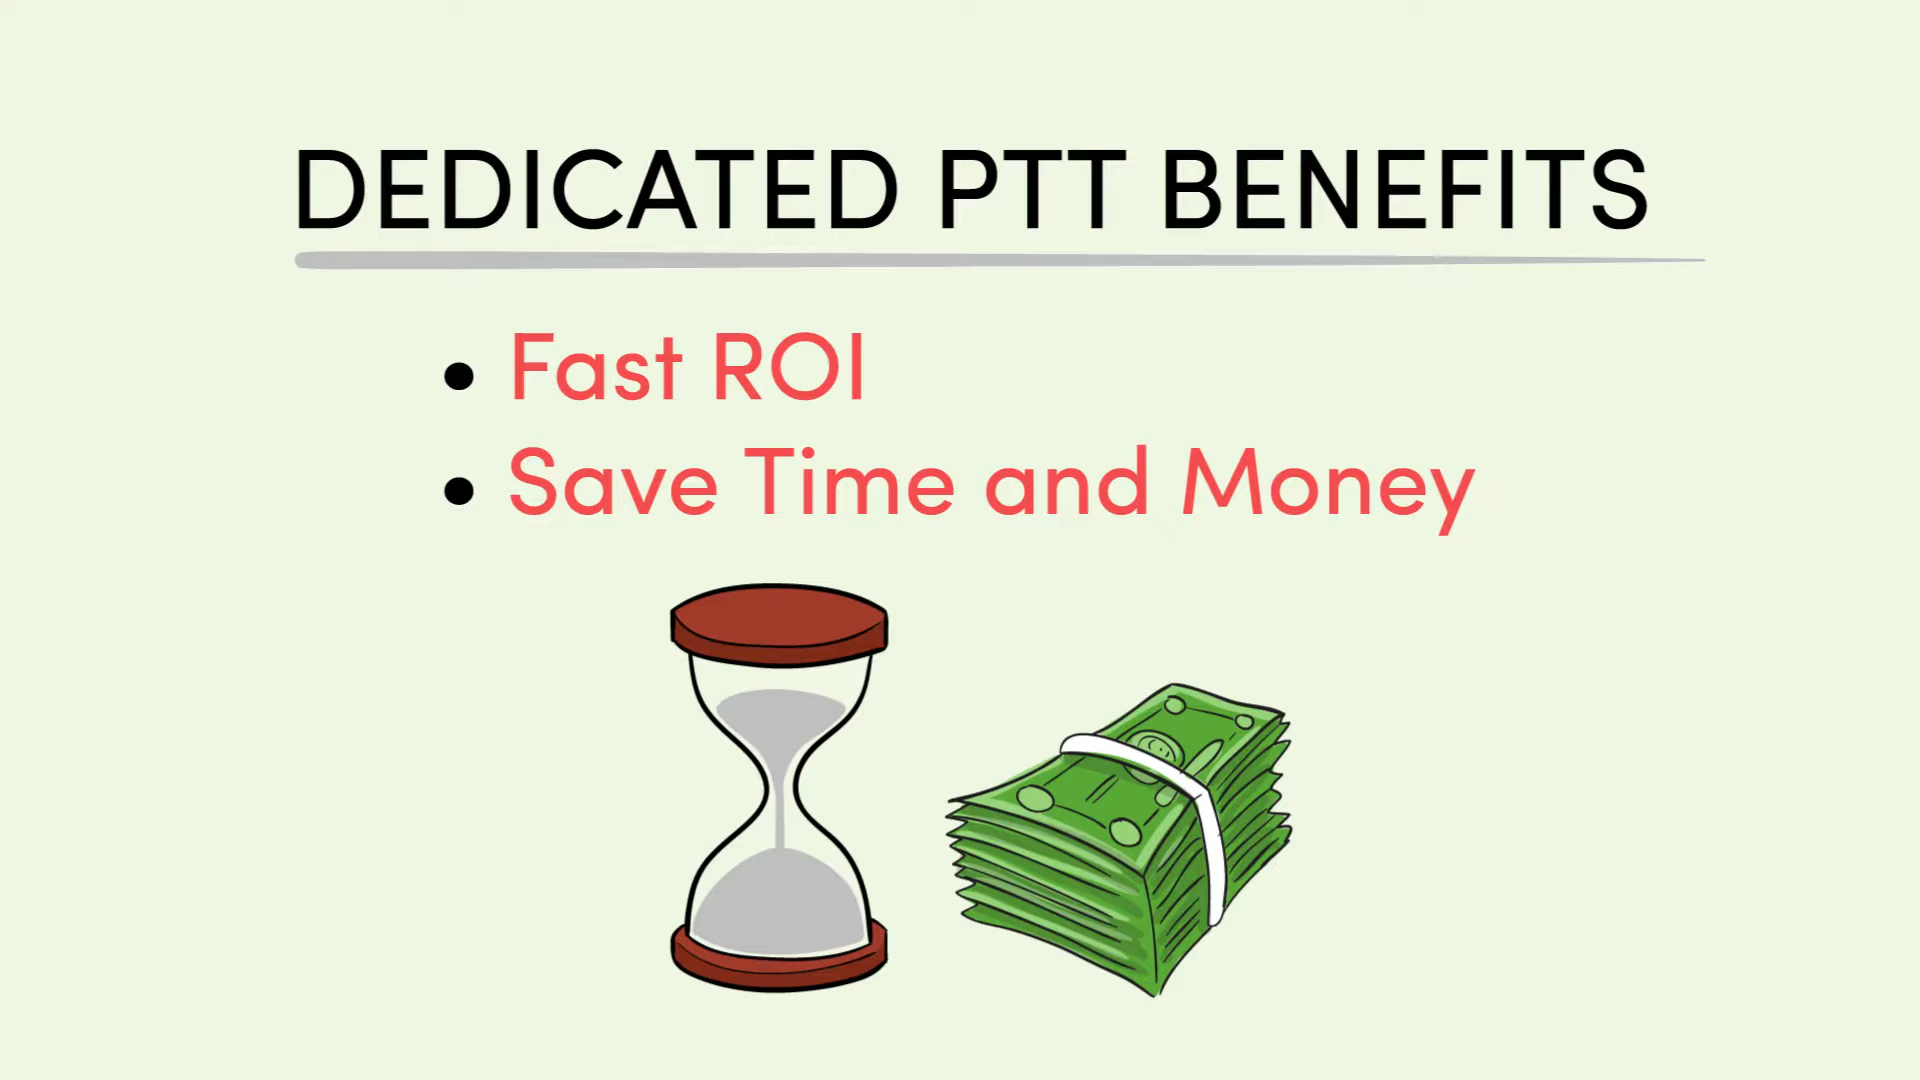 DEDICATED PTT BENEFITS
• Fast ROI
• Save Time and Money